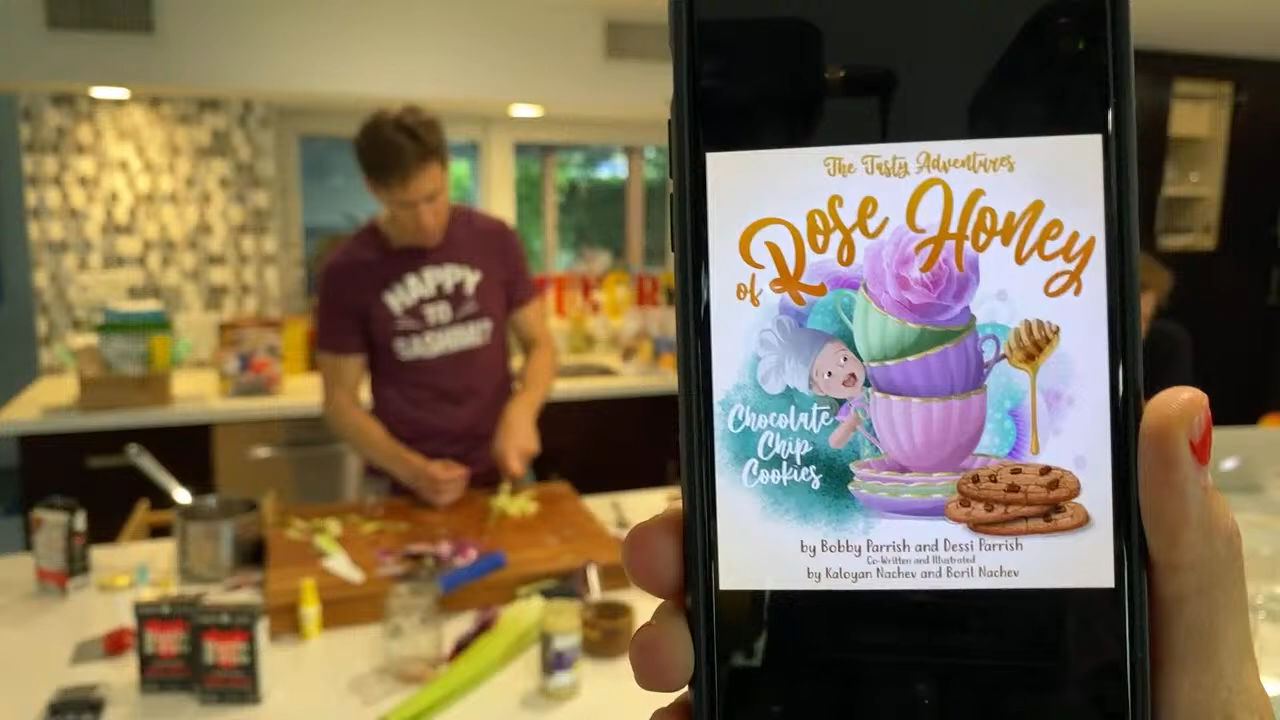 HAPPY
TO
The Tasty Adventures
of Rose Honey
Chocolate
Chip
Cookies
by Bobby Parrish and Dessi Parrish
Co-Written and Illustrated
by Kaloyan Nachev and Boril Nachev